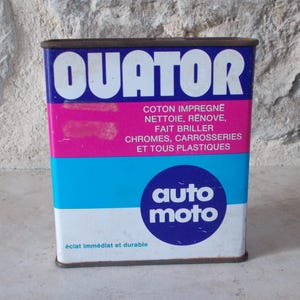 OUATOR
COTON IMPREGNÉ
NETTOIE, RÉNOVE,
FAIT BRILLER
CHROMES, CARROSSERIES
ET TOUS PLASTIQUES
auto
moto
éclat immédiat et durable